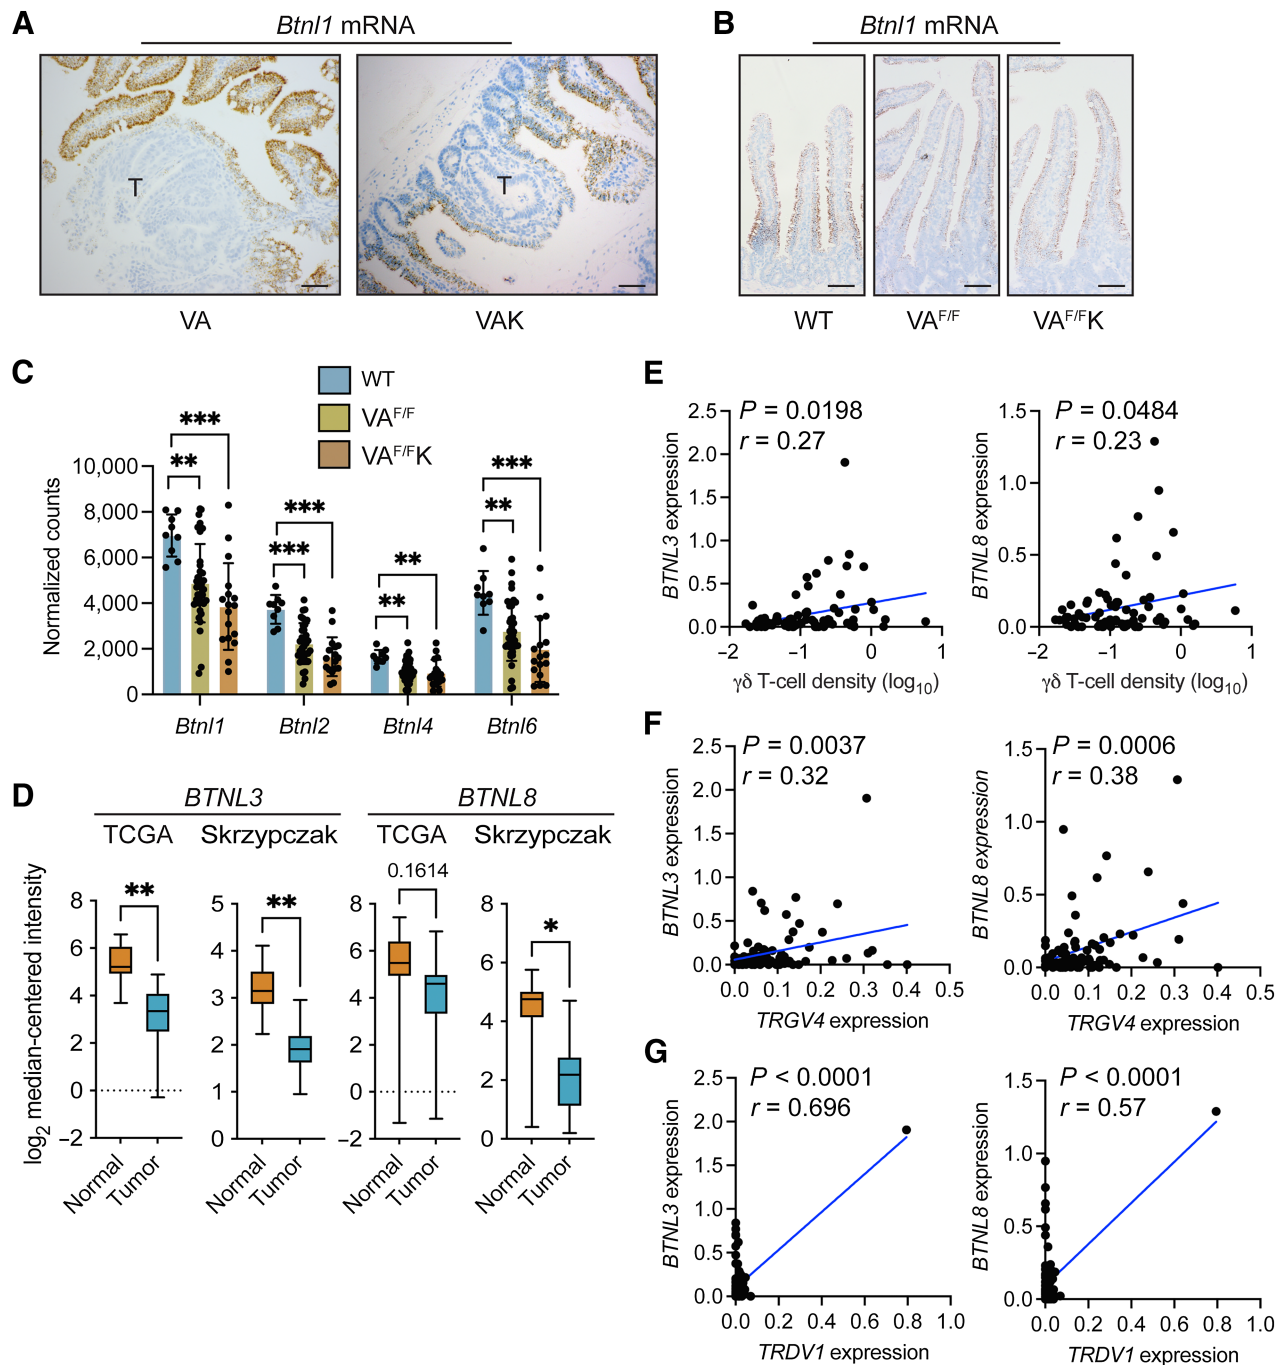 A
Btnl1 mRNA
T
T
VA
VAK
B
Btnl1 mRNA
WT
VA^F/F
VA^F/FK
C
WT
VA^F/F
VA^F/FK
Normalized counts
10,000
8,000
6,000
4,000
2,000
0
** *** *** *** ** ** ** ***
Btnl1 Btnl2 Btnl4 Btnl6
D
BTNL3
BTNL8
TCGA Skrzypczak TCGA Skrzypczak
log2 median-centered intensity
** ** 0.1614 *
8
6
4
2
0
−2
5
4
3
2
1
0
8
6
4
2
0
−2
8
6
4
2
0
Normal Tumor Normal Tumor Normal Tumor Normal Tumor
E
P = 0.0198
r = 0.27
BTNL3 expression
2.5
2.0
1.5
1.0
0.5
0.0
−2 −1 0 1
γδ T-cell density (log10)
P = 0.0484
r = 0.23
BTNL8 expression
1.5
1.0
0.5
0.0
−2 −1 0 1
γδ T-cell density (log10)
F
P = 0.0037
r = 0.32
BTNL3 expression
2.5
2.0
1.5
1.0
0.5
0.0
0.0 0.1 0.2 0.3 0.4 0.5
TRGV4 expression
P = 0.0006
r = 0.38
BTNL8 expression
1.5
1.0
0.5
0.0
0.0 0.1 0.2 0.3 0.4 0.5
TRGV4 expression
G
P < 0.0001
r = 0.696
BTNL3 expression
2.5
2.0
1.5
1.0
0.5
0.0
0.0 0.2 0.4 0.6 0.8 1.0
TRDV1 expression
P < 0.0001
r = 0.57
BTNL8 expression
1.5
1.0
0.5
0.0
0.0 0.2 0.4 0.6 0.8 1.0
TRDV1 expression